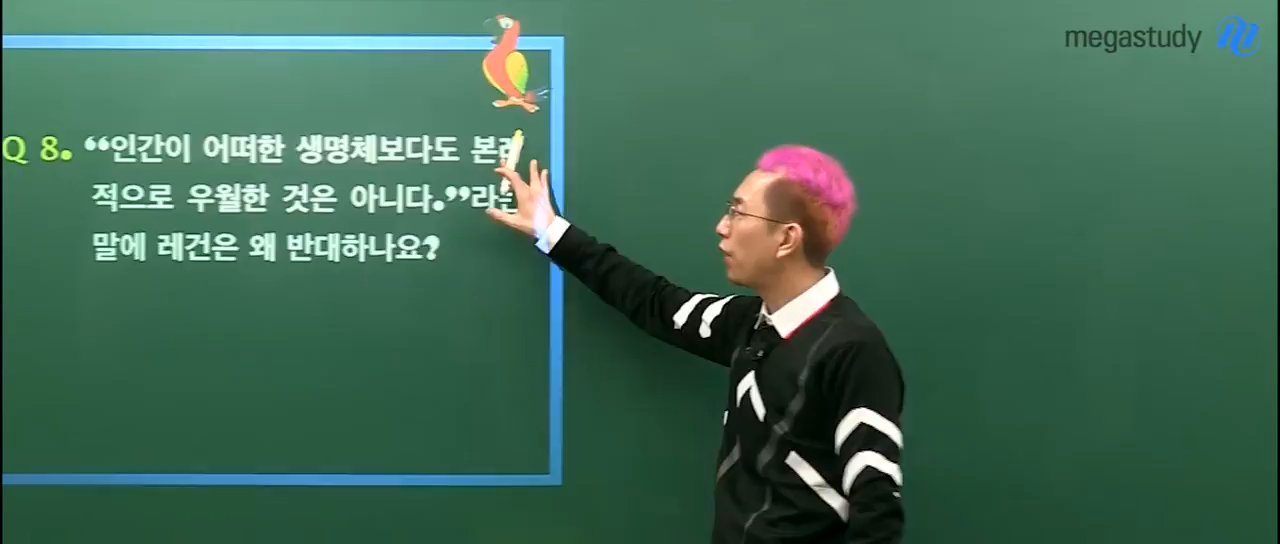 megastudy
Q 8. “인간이 어떠한 생명체보다도
적으로 우월한 것은 아니다.”라는
말에 레건은 왜 반대하나요?